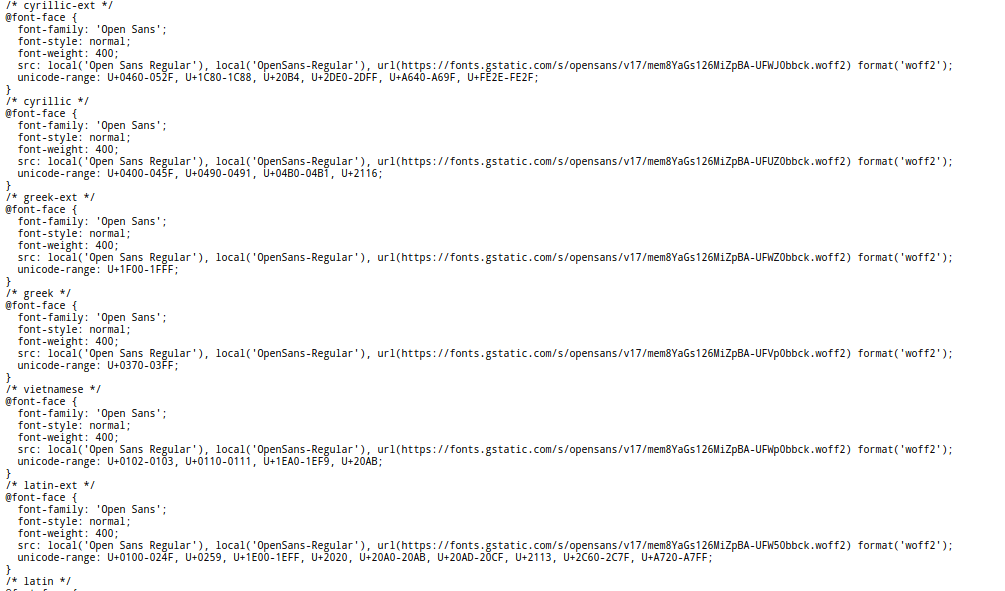 /* cyrillic-ext */
@font-face {
  font-family: 'Open Sans';
  font-style: normal;
  font-weight: 400;
  src: local('Open Sans Regular'), local('OpenSans-Regular'), url(https://fonts.gstatic.com/s/opensans/v17/mem8YaGs126MiZpBA-UFWJ0bbck.woff2) format('woff2');
  unicode-range: U+0460-052F, U+1C80-1C88, U+20B4, U+2DE0-2DFF, U+A640-A69F, U+FE2E-FE2F;
}
/* cyrillic */
@font-face {
  font-family: 'Open Sans';
  font-style: normal;
  font-weight: 400;
  src: local('Open Sans Regular'), local('OpenSans-Regular'), url(https://fonts.gstatic.com/s/opensans/v17/mem8YaGs126MiZpBA-UFUZ0bbck.woff2) format('woff2');
  unicode-range: U+0400-045F, U+0490-0491, U+04B0-04B1, U+2116;
}
/* greek-ext */
@font-face {
  font-family: 'Open Sans';
  font-style: normal;
  font-weight: 400;
  src: local('Open Sans Regular'), local('OpenSans-Regular'), url(https://fonts.gstatic.com/s/opensans/v17/mem8YaGs126MiZpBA-UFWZ0bbck.woff2) format('woff2');
  unicode-range: U+1F00-1FFF;
}
/* greek */
@font-face {
  font-family: 'Open Sans';
  font-style: normal;
  font-weight: 400;
  src: local('Open Sans Regular'), local('OpenSans-Regular'), url(https://fonts.gstatic.com/s/opensans/v17/mem8YaGs126MiZpBA-UFVp0bbck.woff2) format('woff2');
  unicode-range: U+0370-03FF;
}
/* vietnamese */
@font-face {
  font-family: 'Open Sans';
  font-style: normal;
  font-weight: 400;
  src: local('Open Sans Regular'), local('OpenSans-Regular'), url(https://fonts.gstatic.com/s/opensans/v17/mem8YaGs126MiZpBA-UFWp0bbck.woff2) format('woff2');
  unicode-range: U+0102-0103, U+0110-0111, U+1EA0-1EF9, U+20AB;
}
/* latin-ext */
@font-face {
  font-family: 'Open Sans';
  font-style: normal;
  font-weight: 400;
  src: local('Open Sans Regular'), local('OpenSans-Regular'), url(https://fonts.gstatic.com/s/opensans/v17/mem8YaGs126MiZpBA-UFW50bbck.woff2) format('woff2');
  unicode-range: U+0100-024F, U+0259, U+1E00-1EFF, U+2020, U+20A0-20AB, U+20AD-20CF, U+2113, U+2C60-2C7F, U+A720-A7FF;
}
/* latin */